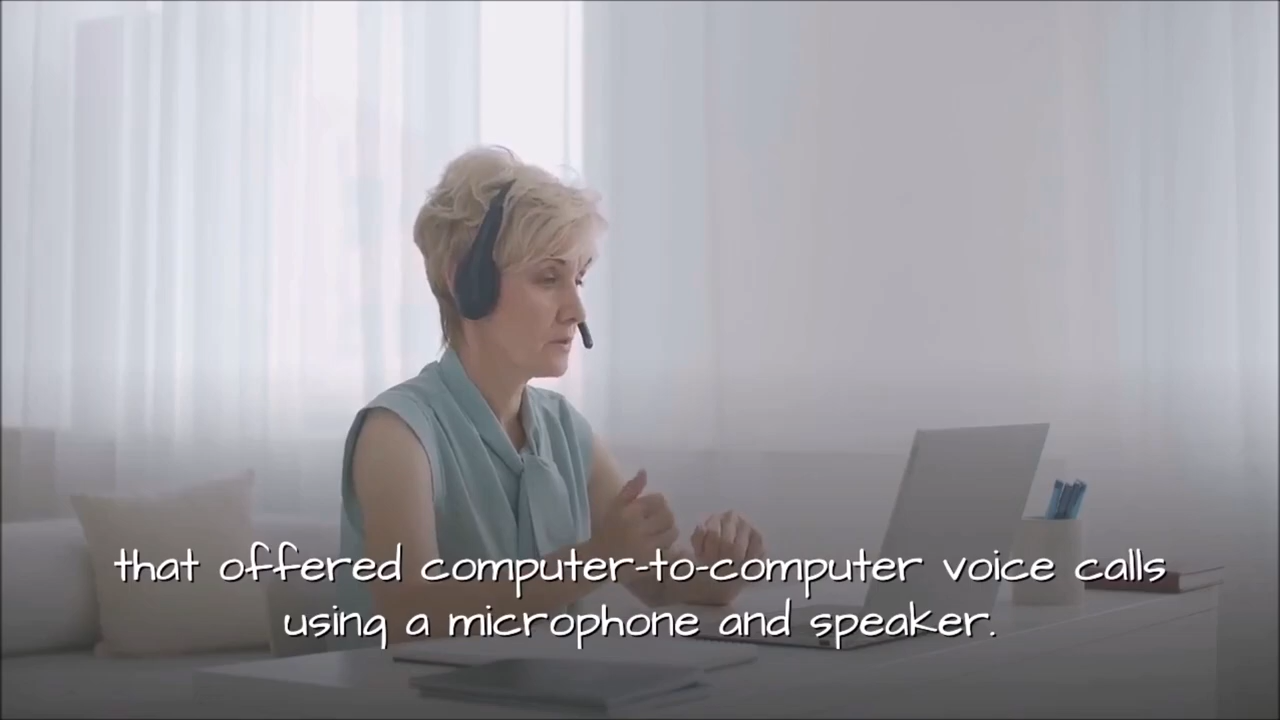 that offered computer-to-computer voice calls
using a microphone and speaker.